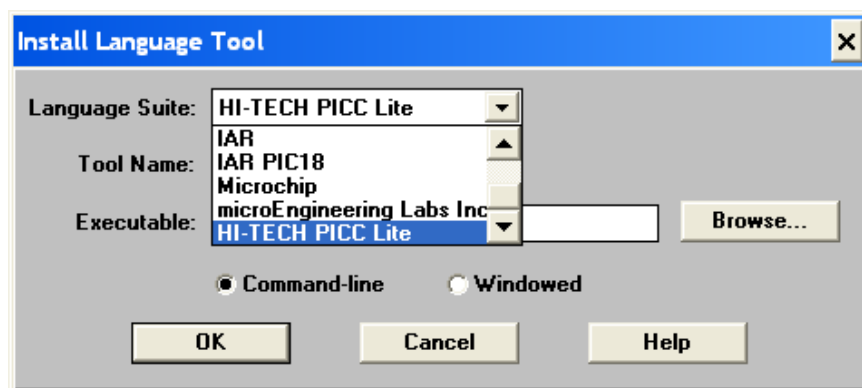 Install Language Tool
Language Suite: HI-TECH PICC Lite
IAR
Tool Name: IAR PIC18
Microchip
microEngineering Labs Inc
Executable: HI-TECH PICC Lite Browse...
Command-line Windowed
OK Cancel Help